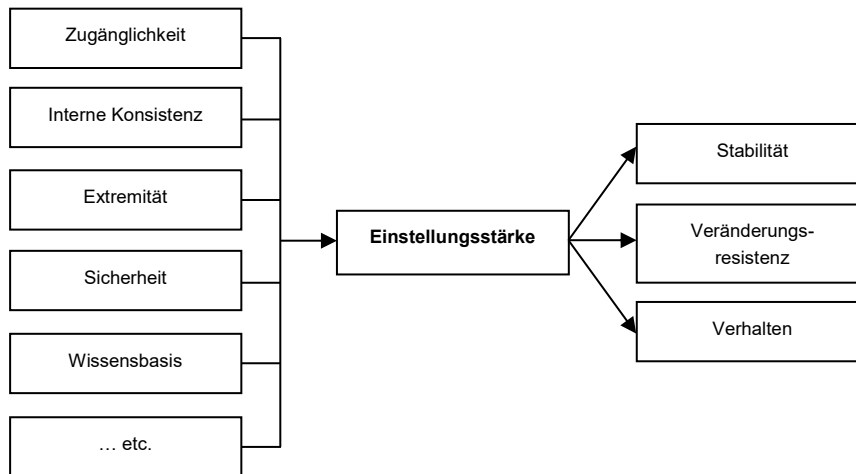 Zugänglichkeit
Interne Konsistenz
Extremität
Sicherheit
Wissensbasis
… etc.
Einstellungsstärke
Stabilität
Veränderungs-
resistenz
Verhalten